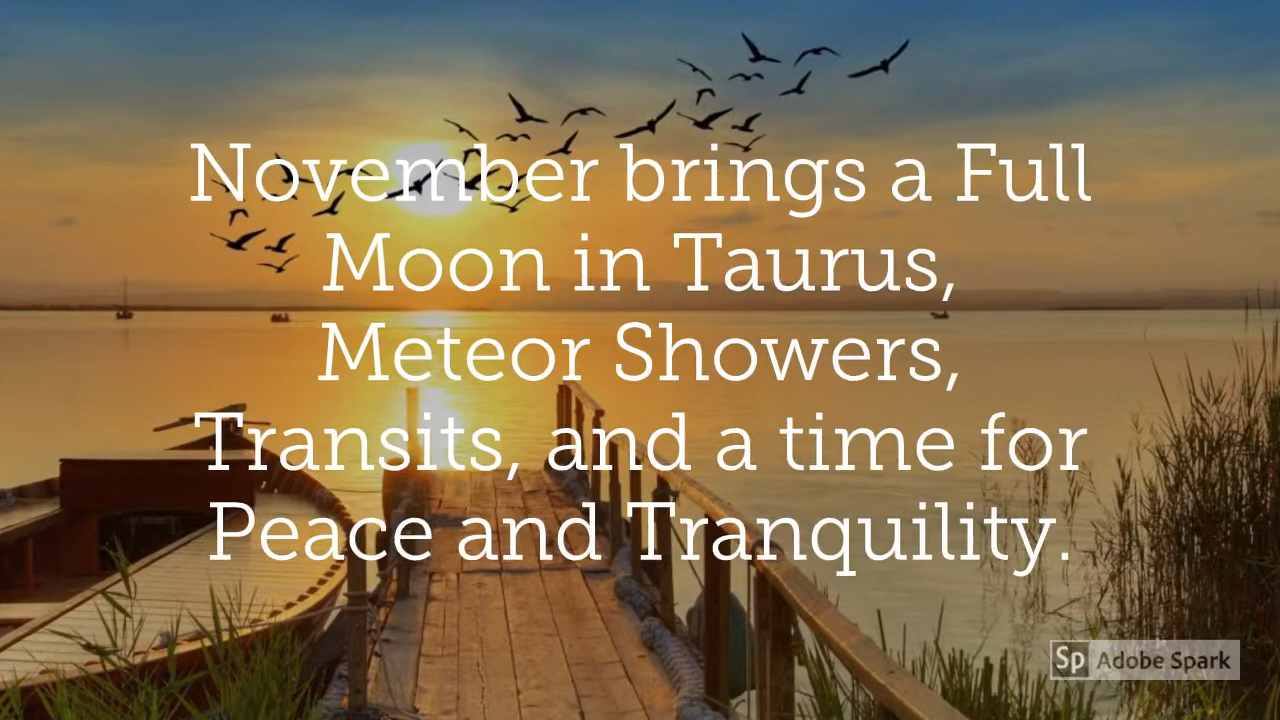 November brings a Full
Moon in Taurus,
Meteor Showers,
Transits, and a time for
Peace and Tranquility.
Sp Adobe Spark